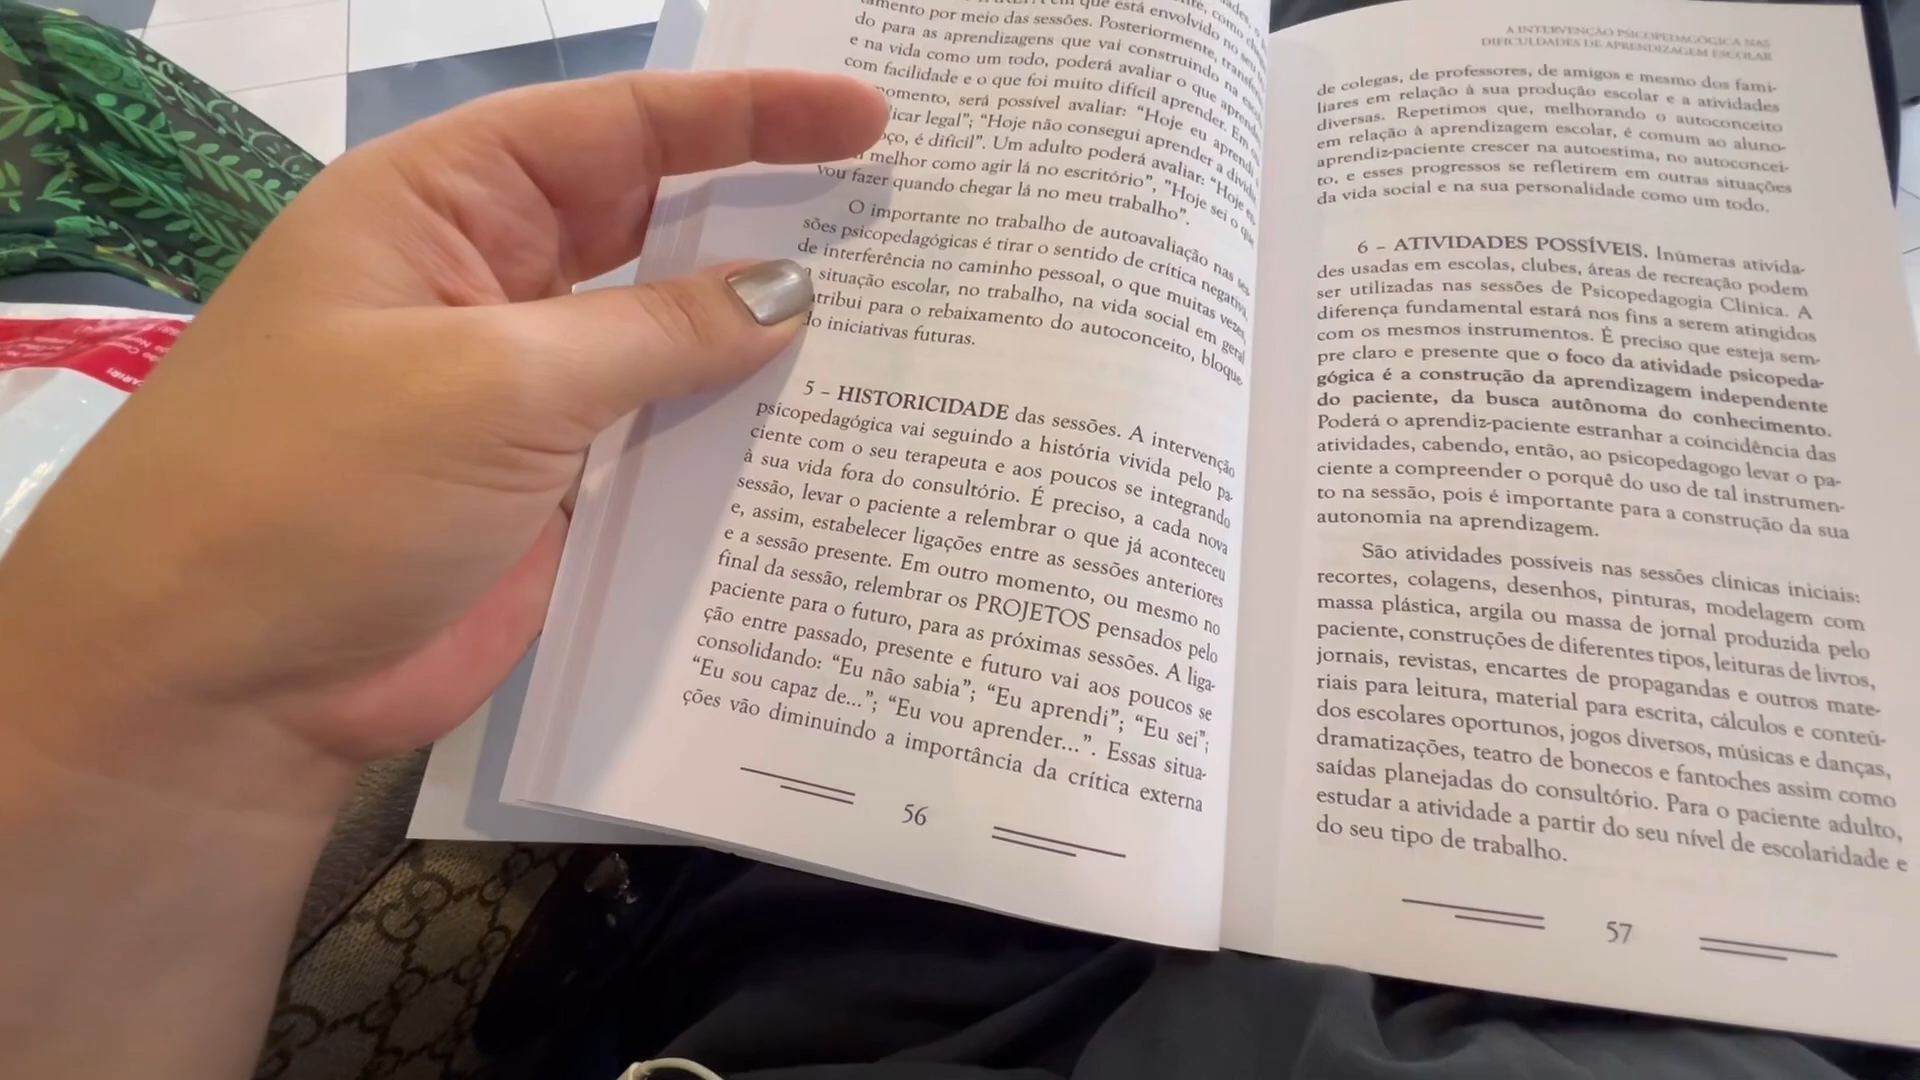 que está envolvido no seu
tamento por meio das sessões. Posteriormente,
do para as aprendizagens que vai construindo na
e na vida como um todo, poderá avaliar o que
com facilidade e o que foi muito difícil aprender. Em
será possível avaliar: “Hoje eu aprendi
legal”; “Hoje não consegui aprender a
é difícil”. Um adulto poderá avaliar: “Hoje
melhor como agir lá no escritório”, "Hoje sei o que
vou fazer quando chegar lá no meu trabalho”.
O importante no trabalho de autoavaliação nas ses-
sões psicopedagógicas é tirar o sentido de crítica negativa,
de interferência no caminho pessoal, o que muitas vezes,
situação escolar, no trabalho, na vida social em geral
para o rebaixamento do autoconceito, bloque-
iniciativas futuras.
5 – HISTORICIDADE das sessões. A intervenção
psicopedagógica vai seguindo a história vivida pelo pa-
ciente com o seu terapeuta e aos poucos se integrando
à sua vida fora do consultório. É preciso, a cada nova
sessão, levar o paciente a relembrar o que já aconteceu
e, assim, estabelecer ligações entre as sessões anteriores
e a sessão presente. Em outro momento, ou mesmo no
final da sessão, relembrar os PROJETOS pensados pelo
paciente para o futuro, para as próximas sessões. A liga-
ção entre passado, presente e futuro vai aos poucos se
consolidando: “Eu não sabia”; “Eu aprendi”; “Eu sei”;
“Eu sou capaz de...”; “Eu vou aprender...”. Essas situa-
ções vão diminuindo a importância da crítica externa
56
A INTERVENÇÃO PSICOPEDAGÓGICA NAS
DIFICULDADES DE APRENDIZAGEM ESCOLAR
de colegas, de professores, de amigos e mesmo dos fami-
liares em relação à sua produção escolar e a atividades
diversas. Repetimos que, melhorando o autoconceito
em relação à aprendizagem escolar, é comum ao aluno-
aprendiz-paciente crescer na autoestima, no autoconcei-
to, e esses progressos se refletirem em outras situações
da vida social e na sua personalidade como um todo.
6 – ATIVIDADES POSSÍVEIS. Inúmeras ativida-
des usadas em escolas, clubes, áreas de recreação podem
ser utilizadas nas sessões de Psicopedagogia Clínica. A
diferença fundamental estará nos fins a serem atingidos
com os mesmos instrumentos. É preciso que esteja sem-
pre claro e presente que o foco da atividade psicopeda-
gógica é a construção da aprendizagem independente
do paciente, da busca autônoma do conhecimento.
Poderá o aprendiz-paciente estranhar a coincidência das
atividades, cabendo, então, ao psicopedagogo levar o pa-
ciente a compreender o porquê do uso de tal instrumen-
to na sessão, pois é importante para a construção da sua
autonomia na aprendizagem.
São atividades possíveis nas sessões clínicas iniciais:
recortes, colagens, desenhos, pinturas, modelagem com
massa plástica, argila ou massa de jornal produzida pelo
paciente, construções de diferentes tipos, leituras de livros,
jornais, revistas, encartes de propagandas e outros mate-
riais para leitura, material para escrita, cálculos e conteú-
dos escolares oportunos, jogos diversos, músicas e danças,
dramatizações, teatro de bonecos e fantoches assim como
saídas planejadas do consultório. Para o paciente adulto,
estudar a atividade a partir do seu nível de escolaridade e
do seu tipo de trabalho.
57